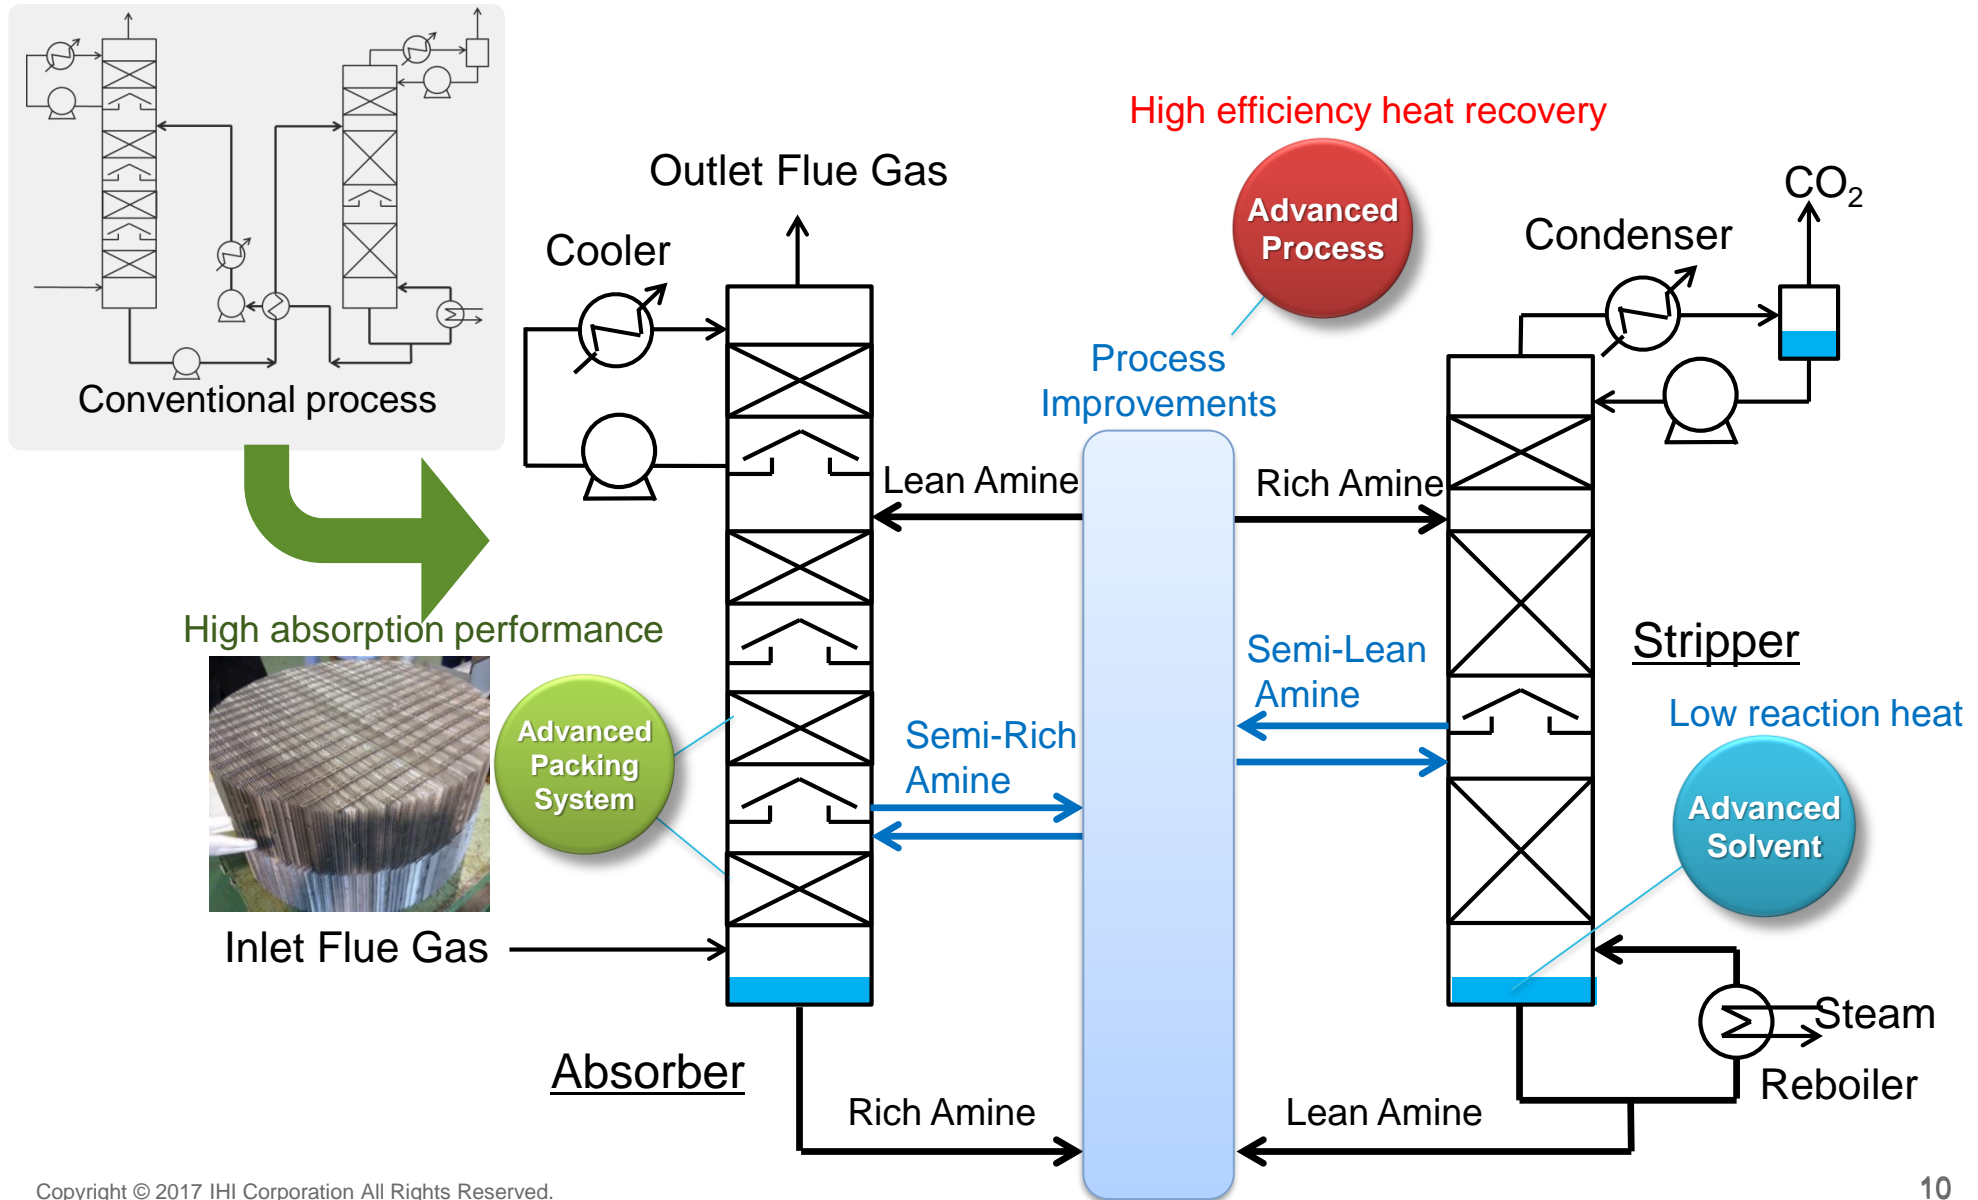 Conventional process
High efficiency heat recovery
Advanced
Process
Outlet Flue Gas
CO₂
Cooler
Condenser
Process
Improvements
Lean Amine
Rich Amine
High absorption performance
Advanced
Packing
System
Semi-Rich
Amine
Semi-Lean
Amine
Stripper
Low reaction heat
Advanced
Solvent
Inlet Flue Gas
Steam
Reboiler
Absorber
Rich Amine
Lean Amine
Copyright © 2017 IHI Corporation All Rights Reserved.
10